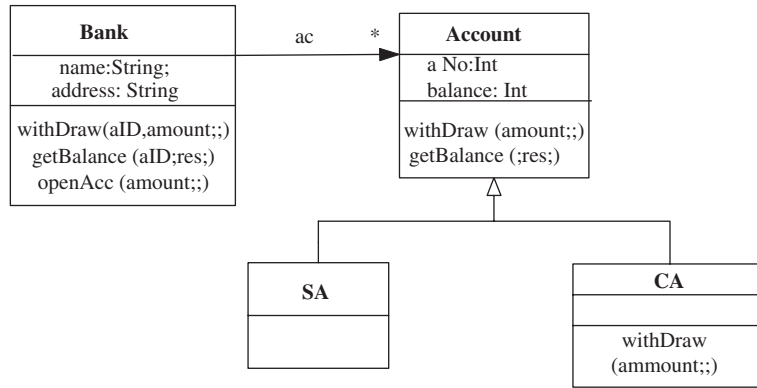 Bank
name:String;
address: String
withDraw(aID,amount;;)
getBalance (aID;res;)
openAcc (amount;;)
ac
*
Account
a No:Int
balance: Int
withDraw (amount;;)
getBalance (;res;)
SA
CA
withDraw
(ammount;;)